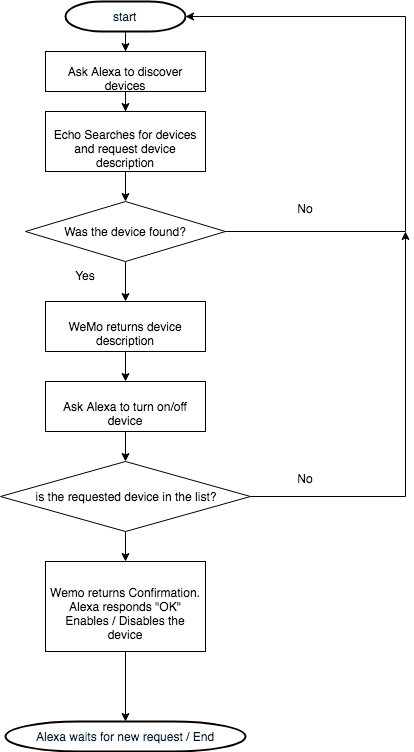 start
Ask Alexa to discover
devices
Echo Searches for devices
and request device
description
No
Was the device found?
Yes
WeMo returns device
description
Ask Alexa to turn on/off
device
No
is the requested device in the list?
Wemo returns Confirmation.
Alexa responds "OK"
Enables / Disables the
device
Alexa waits for new request / End